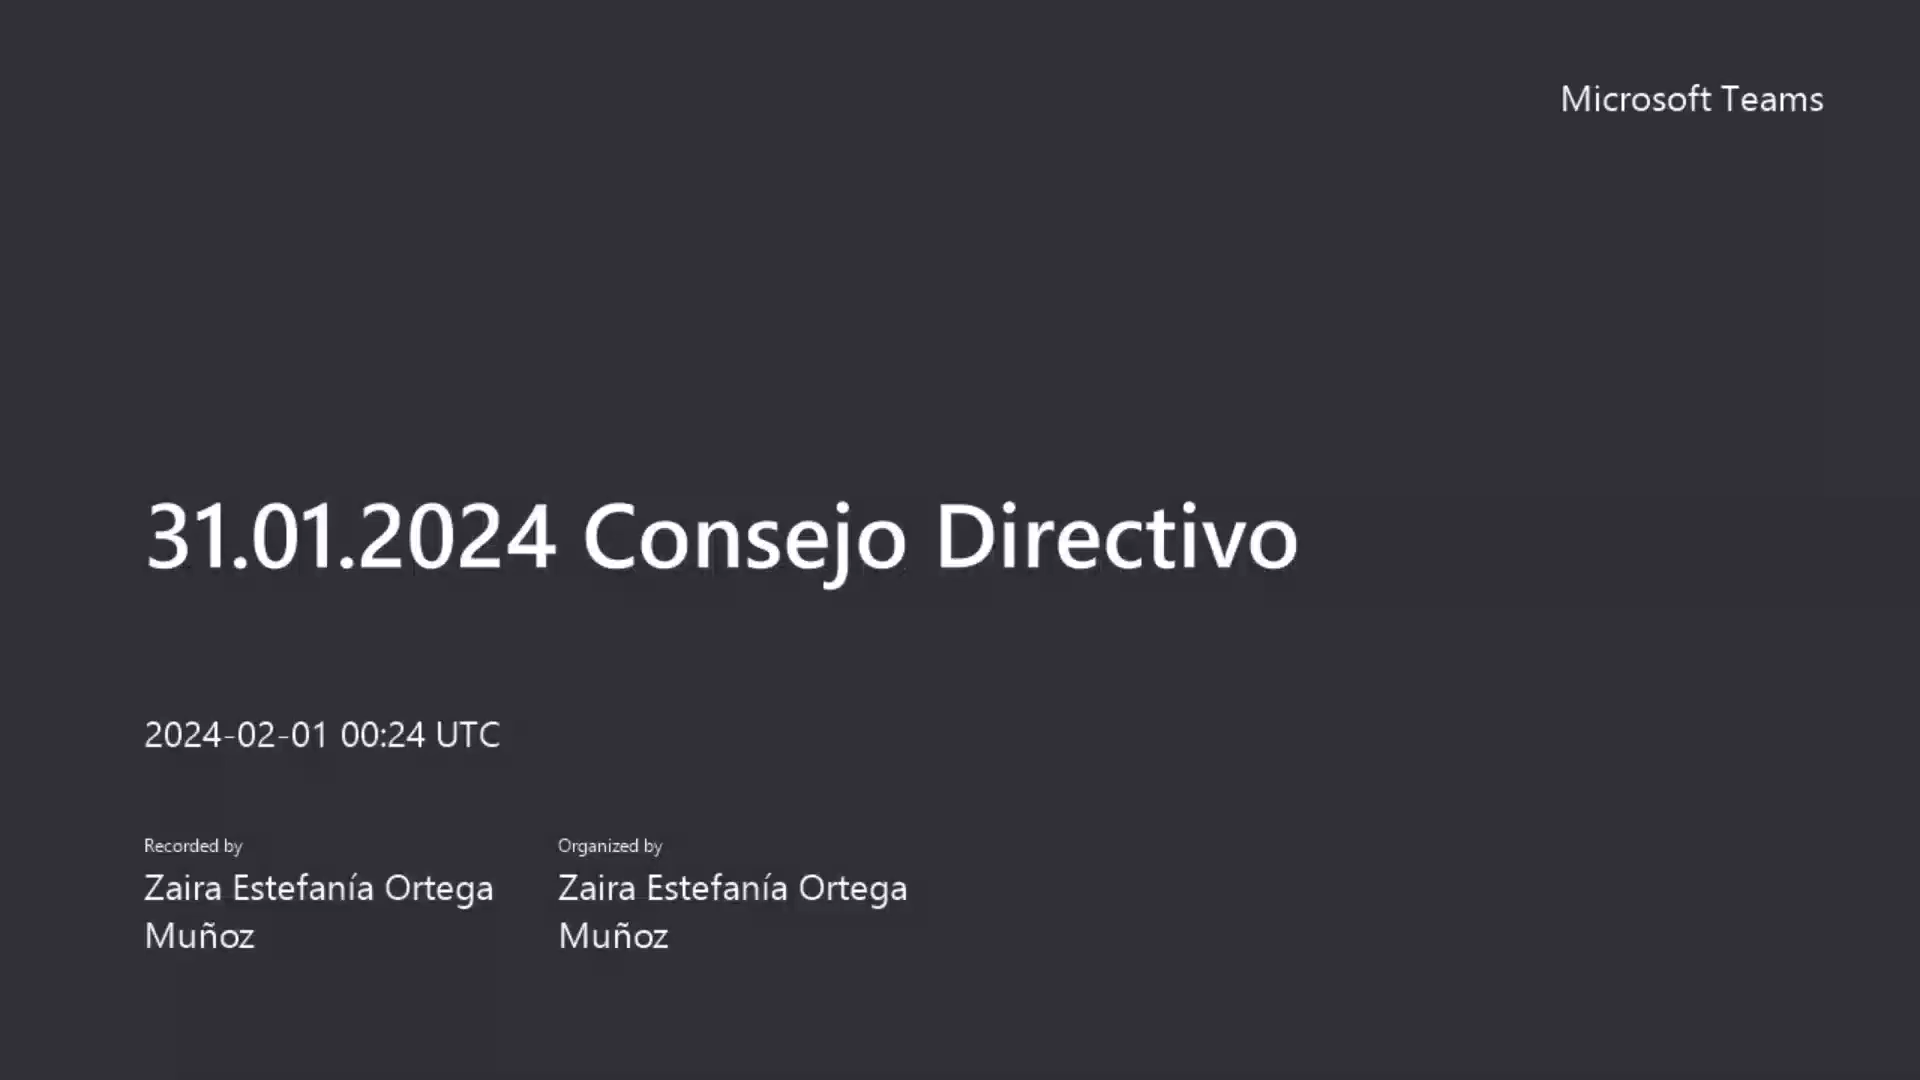 Microsoft Teams
31.01.2024 Consejo Directivo
2024-02-01 00:24 UTC
Recorded by
Zaira Estefanía Ortega
Muñoz
Organized by
Zaira Estefanía Ortega
Muñoz